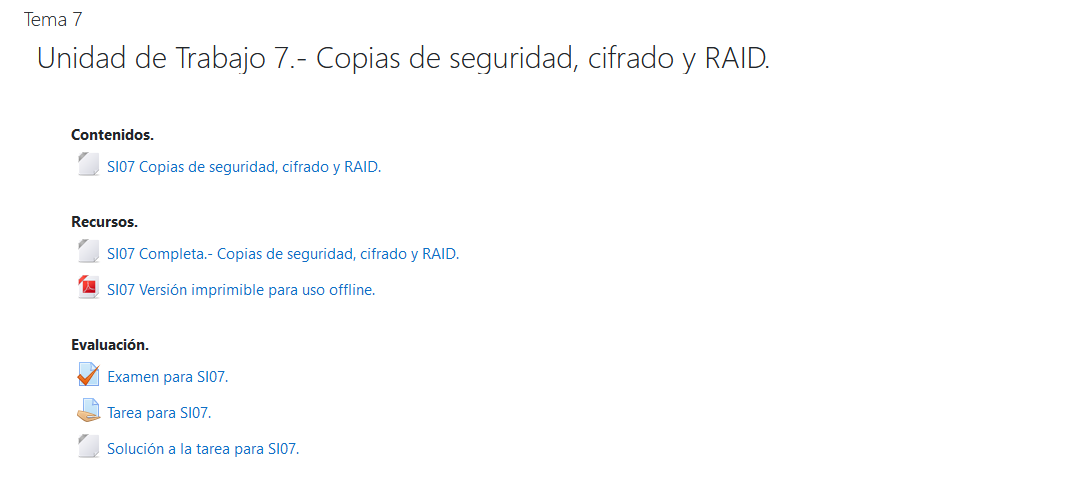 Tema 7
Unidad de Trabajo 7.- Copias de seguridad, cifrado y RAID.
Contenidos.
SI07 Copias de seguridad, cifrado y RAID.
Recursos.
SI07 Completa.- Copias de seguridad, cifrado y RAID.
SI07 Versión imprimible para uso offline.
Evaluación.
Examen para SI07.
Tarea para SI07.
Solución a la tarea para SI07.